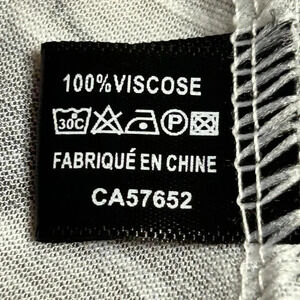 100%VISCOSE
30C P
FABRIQUÉ EN CHINE
CA57652